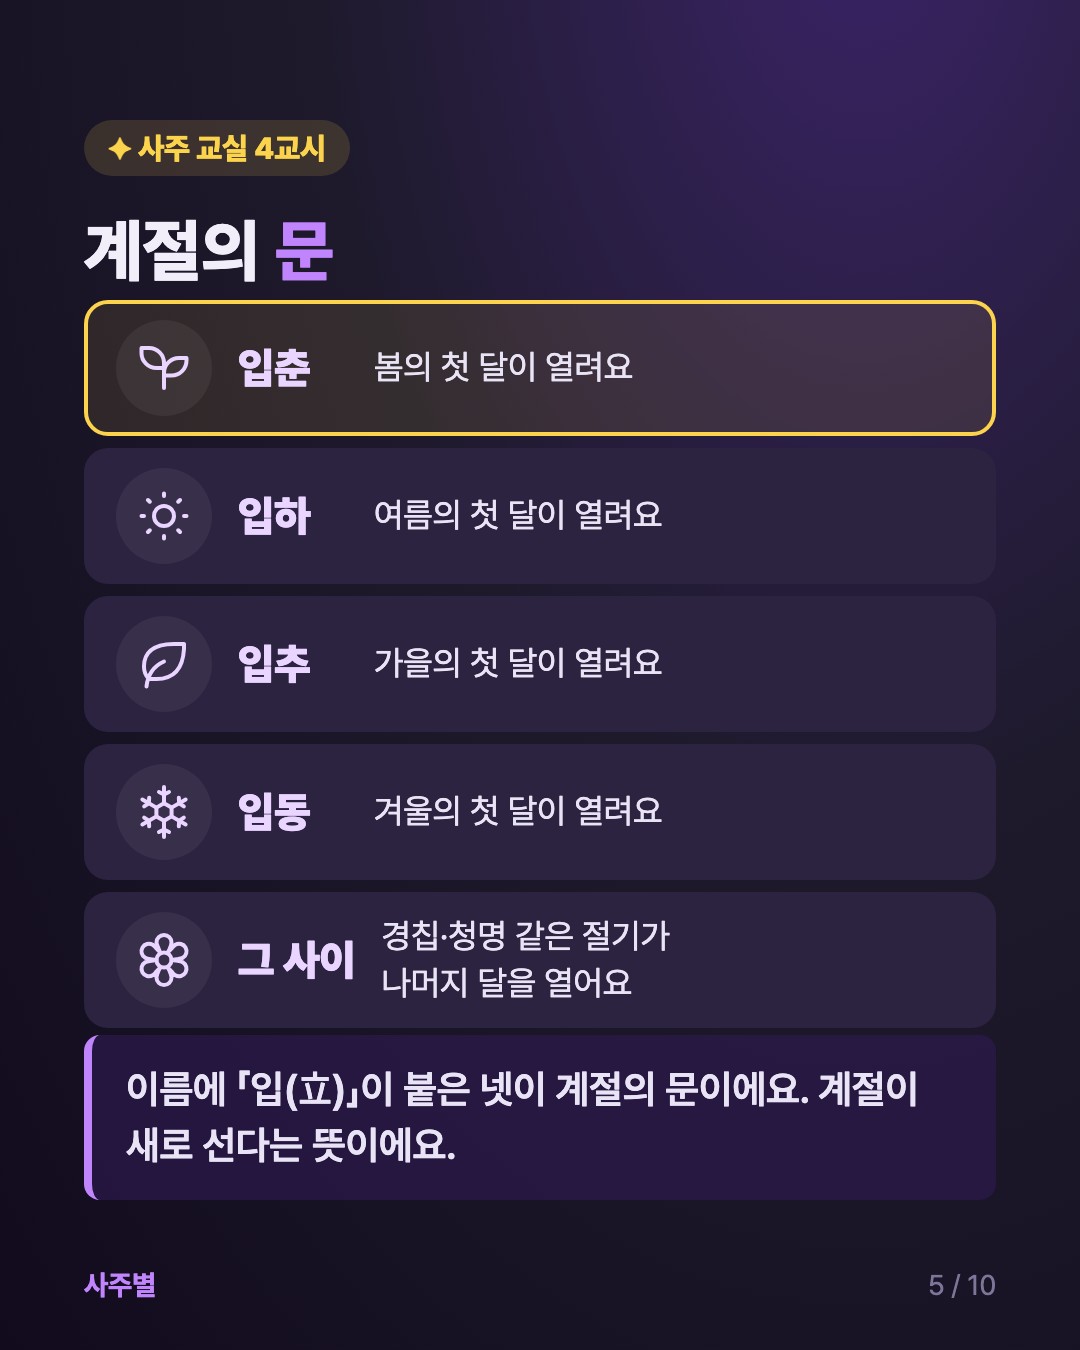 ✦ 사주 교실 4교시
계절의 문
입춘 봄의 첫 달이 열려요
입하 여름의 첫 달이 열려요
입추 가을의 첫 달이 열려요
입동 겨울의 첫 달이 열려요
그 사이 경칩·청명 같은 절기가
나머지 달을 열어요
이름에 「입(立)」이 붙은 넷이 계절의 문이에요. 계절이
새로 선다는 뜻이에요.
사주별
5 / 10